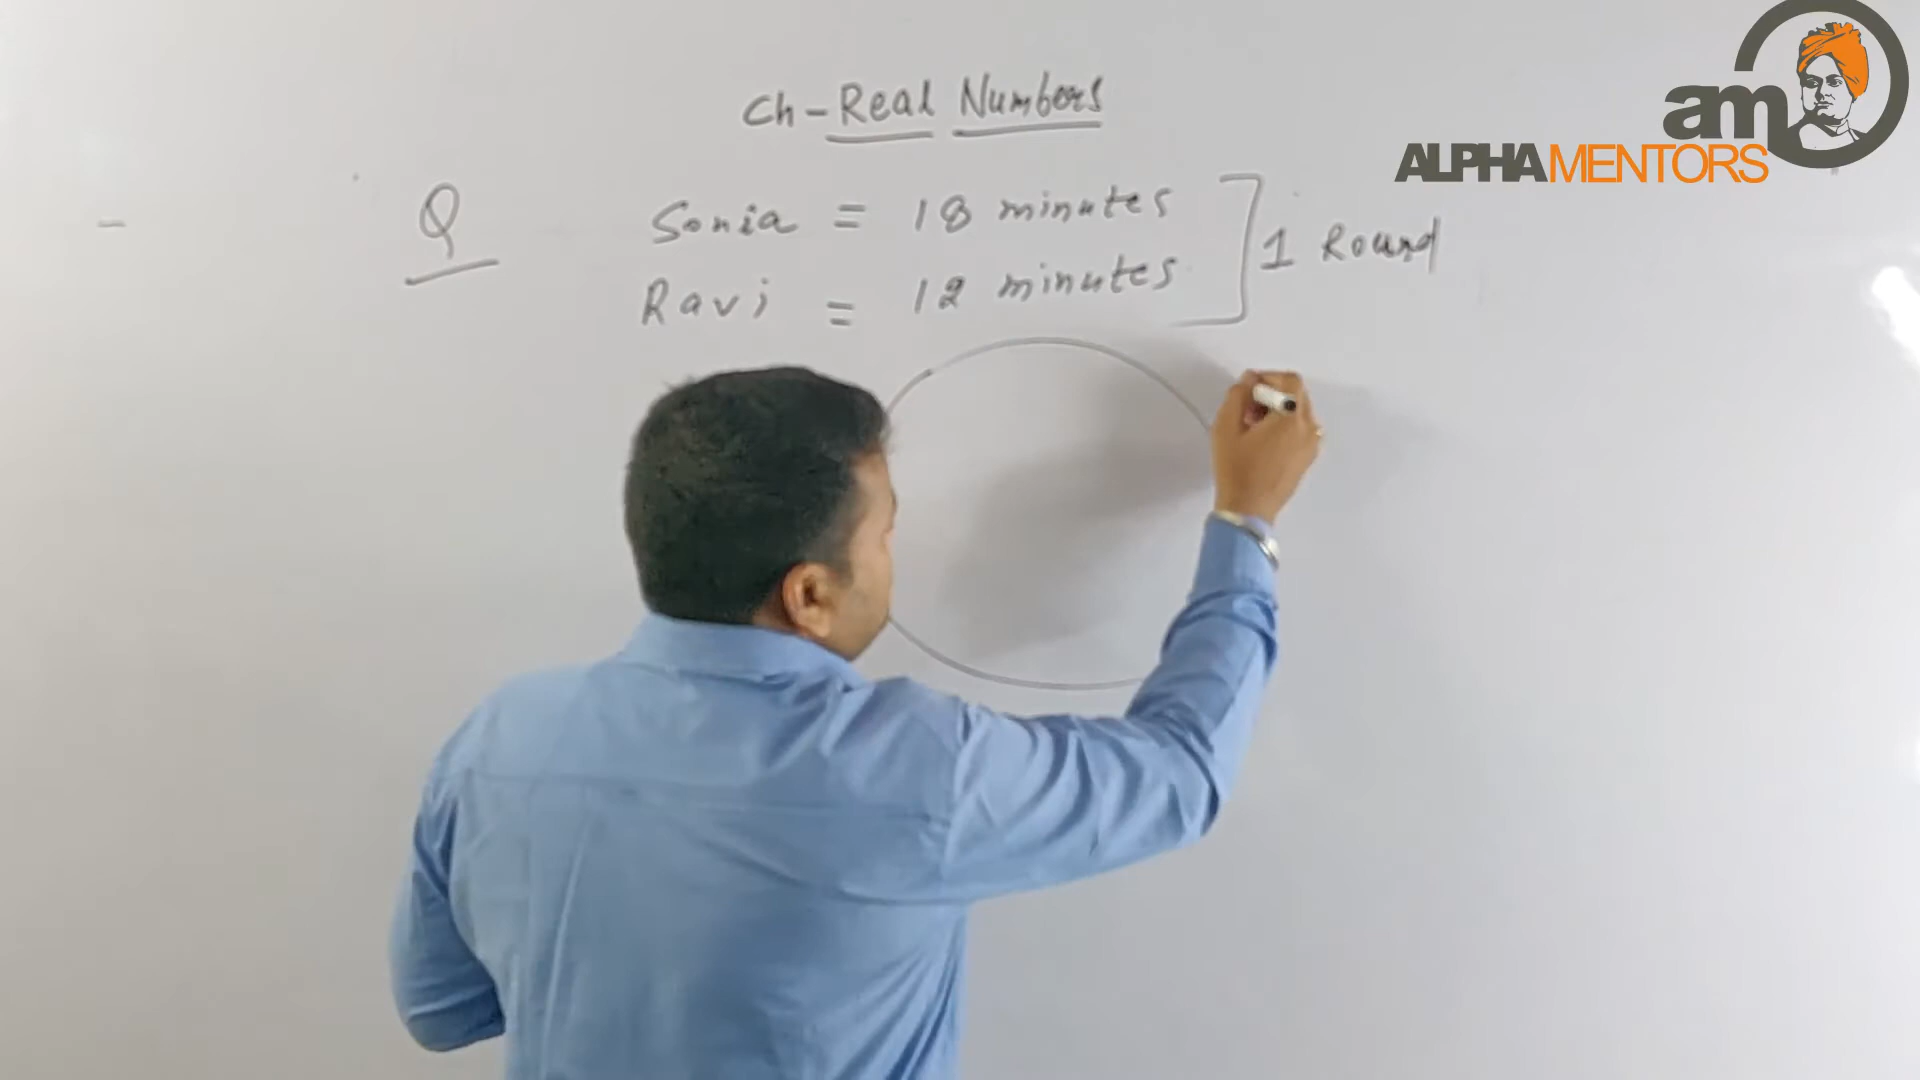 am
ALPHAMENTORS
Ch-Real Numbers
Q Sonia = 18 minutes
Ravi = 12 minutes
1 Round